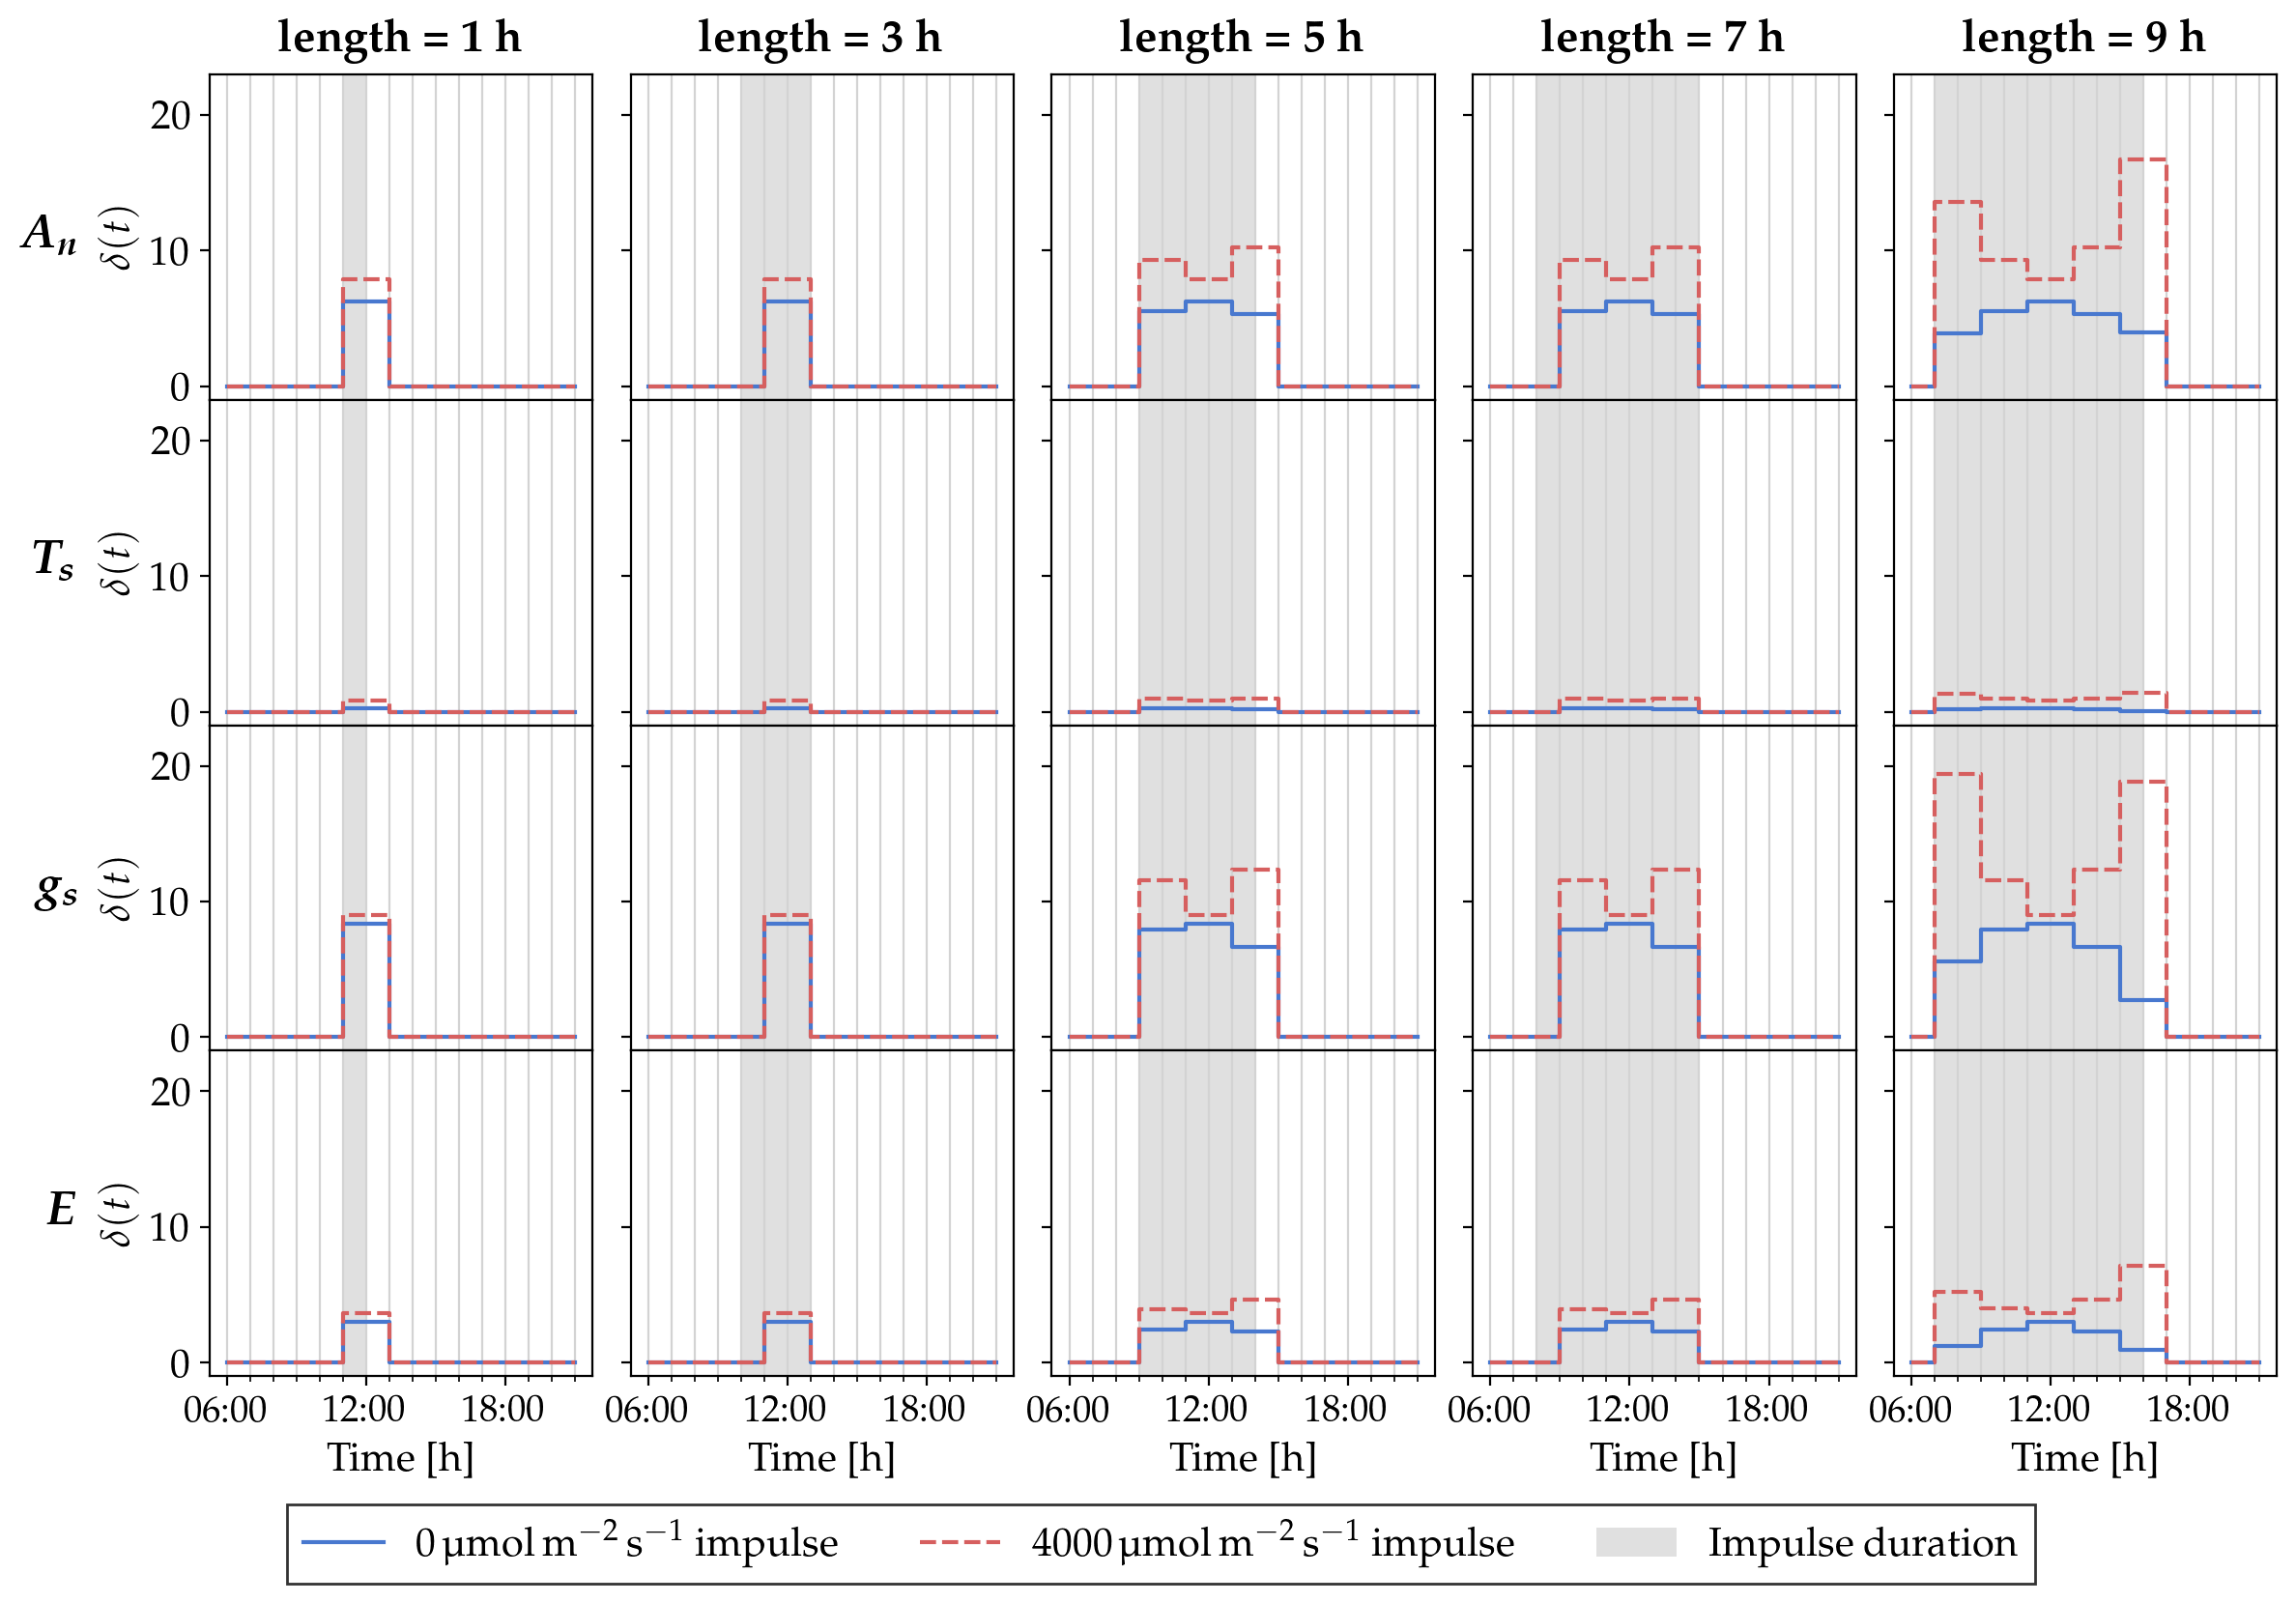 length = 1 h length = 3 h length = 5 h length = 7 h length = 9 h
20
Aₙ δ(t) 10
0
20
Tₛ δ(t) 10
0
20
gₛ δ(t) 10
0
20
E δ(t) 10
0
06:00 12:00 18:00 06:00 12:00 18:00 06:00 12:00 18:00 06:00 12:00 18:00 06:00 12:00 18:00
Time [h] Time [h] Time [h] Time [h] Time [h]
0 µmol m⁻² s⁻¹ impulse 4000 µmol m⁻² s⁻¹ impulse Impulse duration